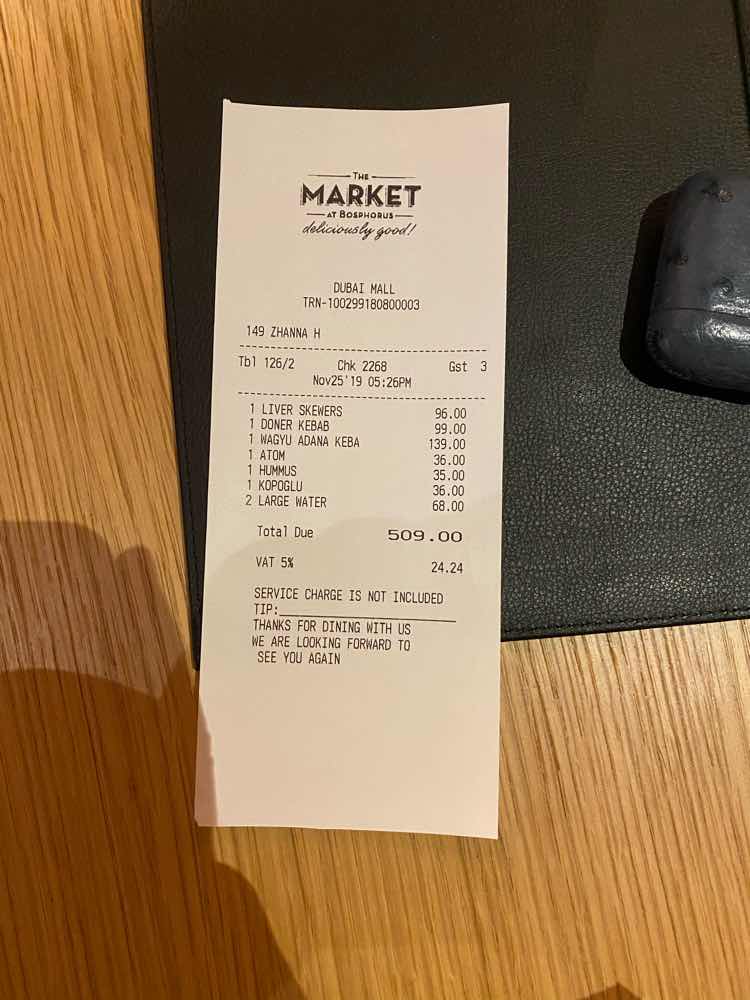 THE
MARKET
AT BOSPHORUS
deliciously good!
DUBAI MALL
TRN-100299180800003
149 ZHANNA H
Tbl 126/2 Chk 2268 Gst 3
Nov25'19 05:26PM
1 LIVER SKEWERS 96.00
1 DONER KEBAB 99.00
1 WAGYU ADANA KEBA 139.00
1 ATOM 36.00
1 HUMMUS 35.00
1 KOPOGLU 36.00
2 LARGE WATER 68.00
Total Due 509.00
VAT 5% 24.24
SERVICE CHARGE IS NOT INCLUDED
TIP:
THANKS FOR DINING WITH US
WE ARE LOOKING FORWARD TO
SEE YOU AGAIN